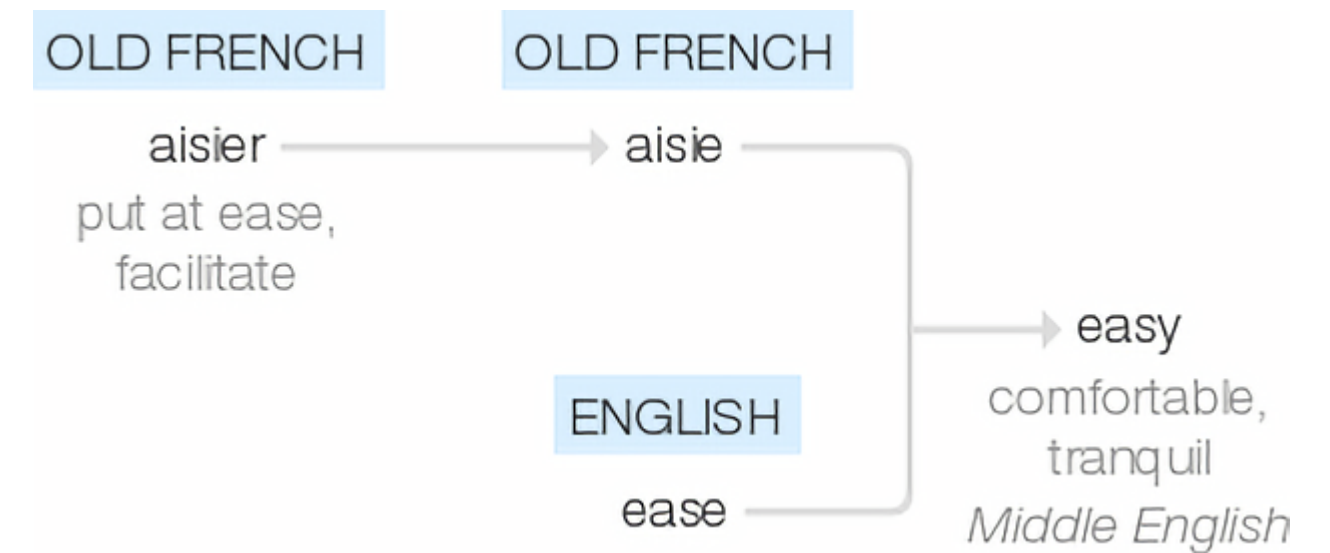 OLD FRENCH
OLD FRENCH
aisier
aisie
put at ease,
facilitate
easy
ENGLISH
comfortable,
tranquil
ease
Middle English